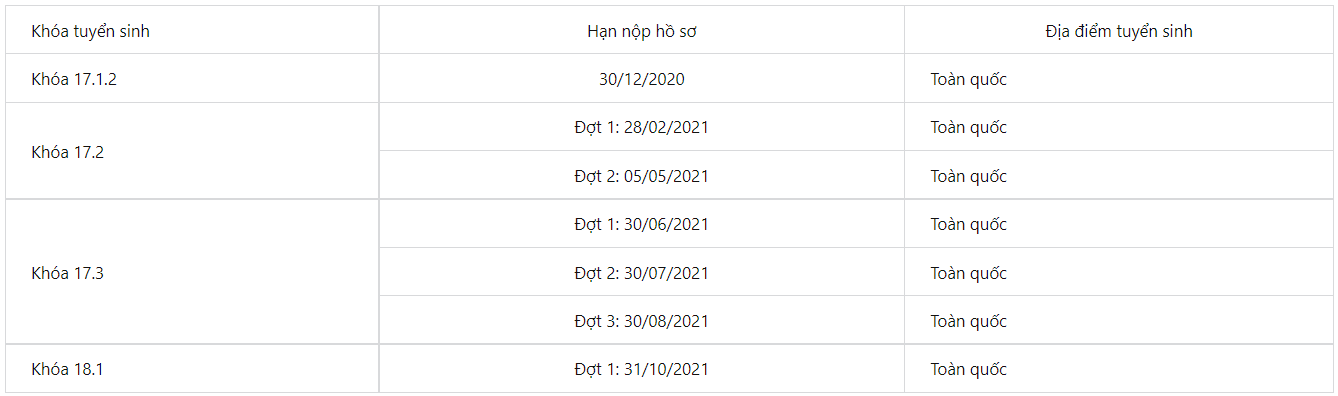 Khóa tuyển sinh Hạn nộp hồ sơ Địa điểm tuyển sinh
Khóa 17.1.2 30/12/2020 Toàn quốc
Khóa 17.2
Đợt 1: 28/02/2021 Toàn quốc
Đợt 2: 05/05/2021 Toàn quốc
Khóa 17.3
Đợt 1: 30/06/2021 Toàn quốc
Đợt 2: 30/07/2021 Toàn quốc
Đợt 3: 30/08/2021 Toàn quốc
Khóa 18.1 Đợt 1: 31/10/2021 Toàn quốc